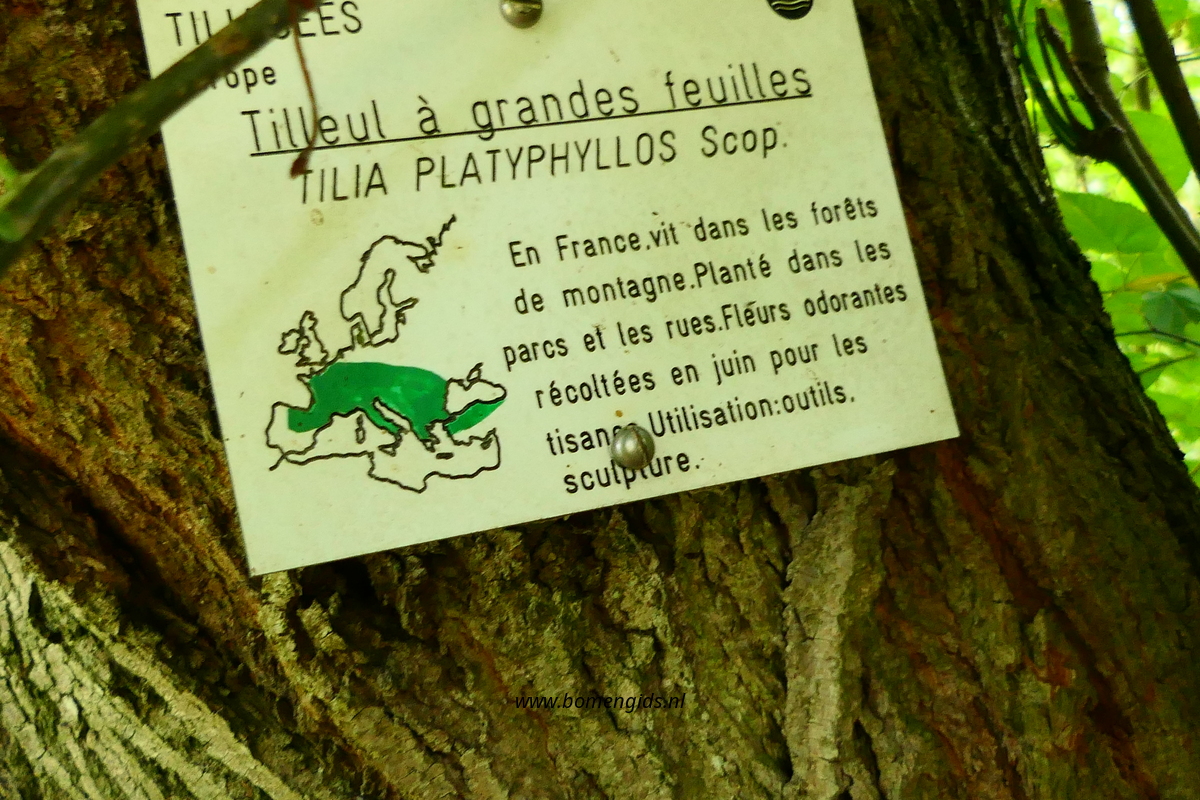 Tilleul à grandes feuilles
TILIA PLATYPHYLLOS Scop.
En France.vit dans les forêts
de montagne.Planté dans les
parcs et les rues.Fleurs odorantes
récoltées en juin pour les
tisane.Utilisation:outils.
sculpture.
www.bomengids.nl